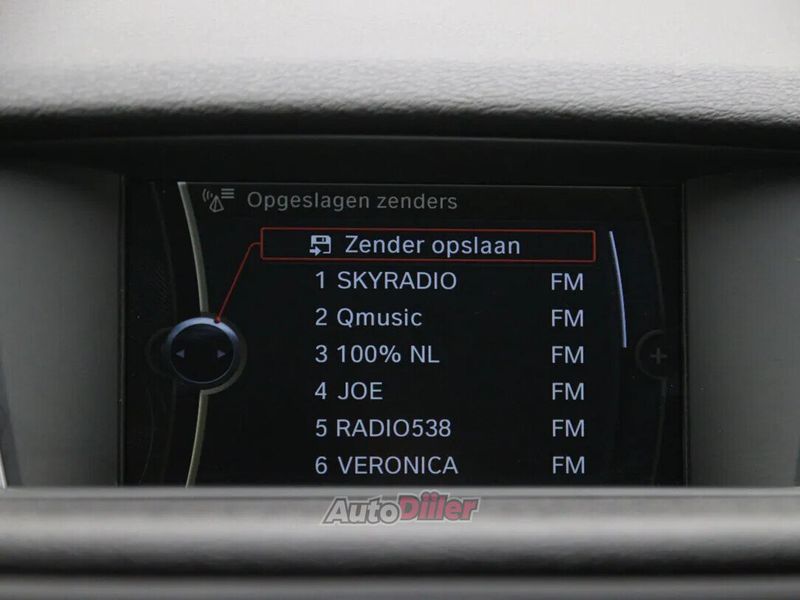 Opgeslagen zenders
Zender opslaan
1 SKYRADIO FM
2 Qmusic FM
3 100% NL FM
4 JOE FM
5 RADIO538 FM
6 VERONICA FM
AutoDiiler